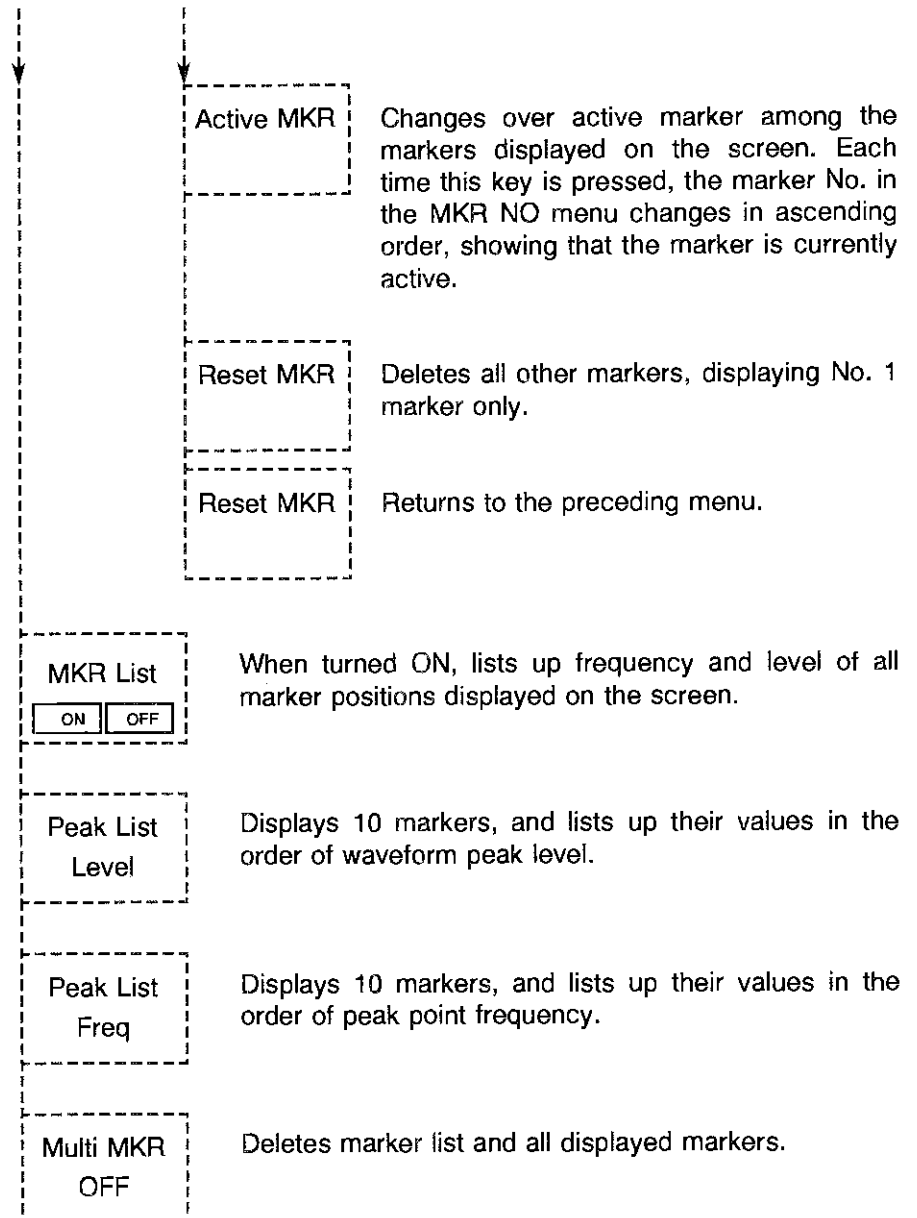 Active MKR
Changes over active marker among the
markers displayed on the screen. Each
time this key is pressed, the marker No. in
the MKR NO menu changes in ascending
order, showing that the marker is currently
active.
Reset MKR
Deletes all other markers, displaying No. 1
marker only.
Reset MKR
Returns to the preceding menu.
MKR List
ON OFF
When turned ON, lists up frequency and level of all
marker positions displayed on the screen.
Peak List
Level
Displays 10 markers, and lists up their values in the
order of waveform peak level.
Peak List
Freq
Displays 10 markers, and lists up their values in the
order of peak point frequency.
Multi MKR
OFF
Deletes marker list and all displayed markers.